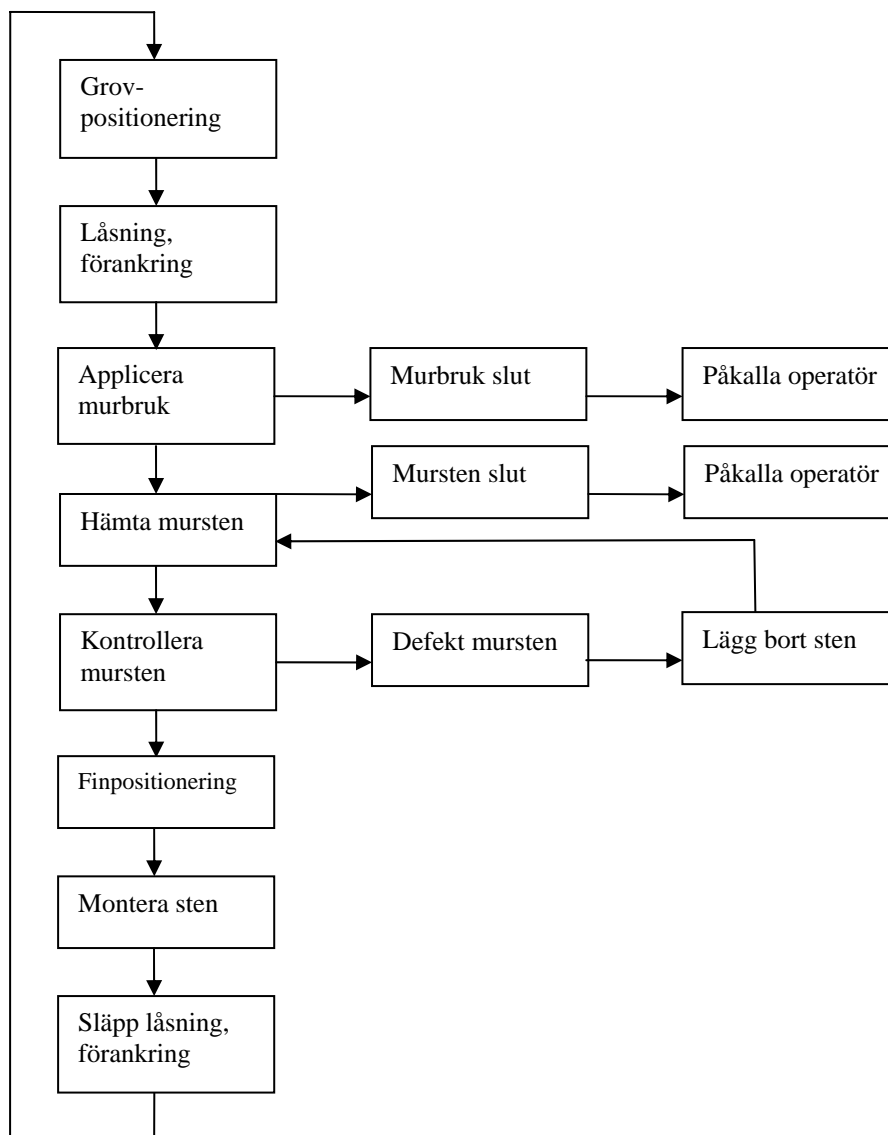 Grov-
positionering
Låsning,
förankring
Applicera
murbruk
Murbruk slut
Påkalla operatör
Mursten slut
Påkalla operatör
Hämta mursten
Kontrollera
mursten
Defekt mursten
Lägg bort sten
Finpositionering
Montera sten
Släpp låsning,
förankring